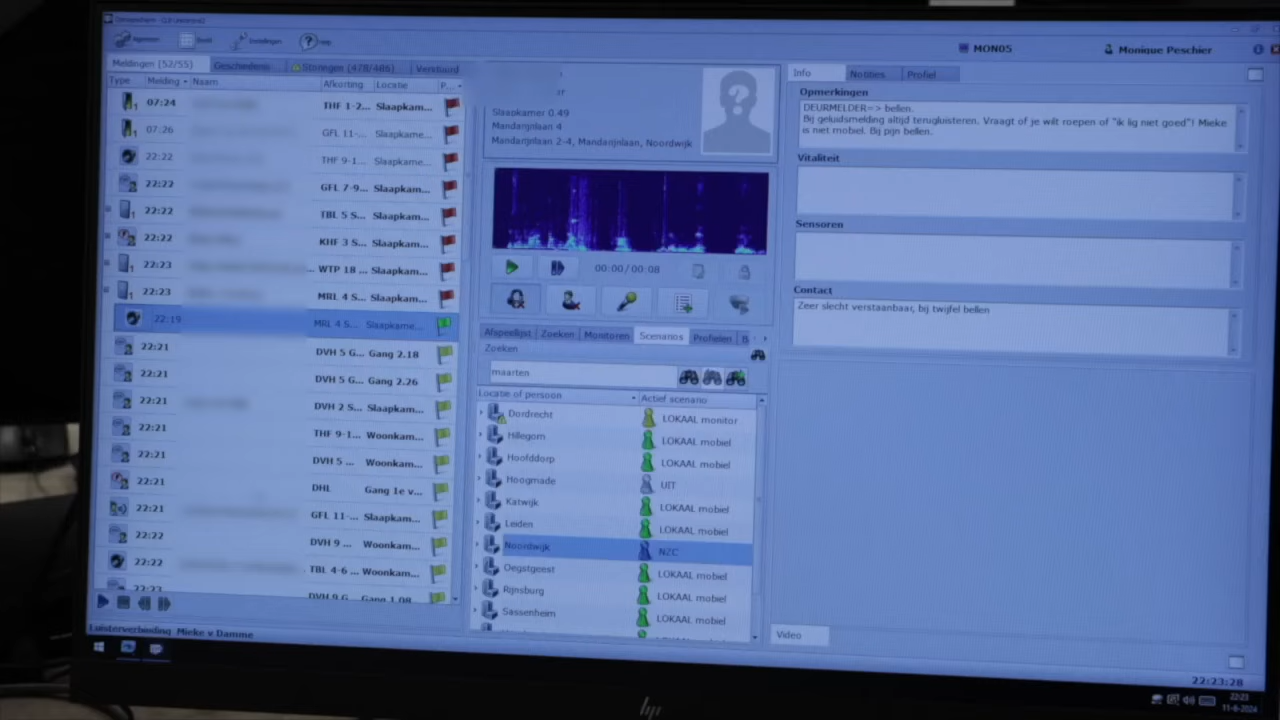 MON05
Monique Peschier
Meldingen (52/55)
Geschiedenis
Storingen (478/485)
Verstuurd
Type Melding Naam Afkorting Locatie P...
07:24 THF 1-2... Slaapkam...
07:26 GFL 11-... Slaapkame...
22:22 THF 9-1... Slaapkame...
22:22 GFL 7-9... Slaapkam...
22:22 TBL 5 S... Slaapkam...
22:22 KHF 3 S... Slaapkam...
22:23 WTP 18 ... Slaapkam...
22:23 MRL 4 S... Slaapkam...
22:19 MRL 4 S... Slaapkame...
22:21 DVH 5 G... Gang 2.18
22:21 DVH 5 G... Gang 2.26
22:21 DVH 2 S... Slaapkam...
22:21 THF 9-1... Woonkam...
22:21 DVH 5 ... Woonkam...
22:21 DHL Gang 1e v...
22:21 GFL 11-... Slaapkam...
22:22 DVH 9 ... Woonkam...
22:22 TBL 4-6 ... Woonkam...
22:23 DVH 9 G... Gang 1.08
Luisterverbinding Mieke v Damme
Slaapkamer 0.49
Mandarijnlaan 4
Mandarijnlaan 2-4, Mandarijnlaan, Noordwijk
00:00/00:08
Afspeellijst Zoeken Monitoren Scenarios Profielen
Zoeken
maarten
Locatie of persoon Actief scenario
Dordrecht LOKAAL monitor
Hillegom LOKAAL mobiel
Hoofddorp LOKAAL mobiel
Hoogmade UIT
Katwijk LOKAAL mobiel
Leiden LOKAAL mobiel
Noordwijk NZC
Oegstgeest LOKAAL mobiel
Rijnsburg LOKAAL mobiel
Sassenheim LOKAAL mobiel
Info Notities Profiel
Opmerkingen
DEURMELDER=> bellen.
Bij geluidsmelding altijd terugluisteren. Vraagt of je wilt roepen of "ik lig niet goed"! Mieke
is niet mobiel. Bij pijn bellen.
Vitaliteit
Sensoren
Contact
Zeer slecht verstaanbaar, bij twijfel bellen
Video
22:23:28
22:23
11-6-2024
hp